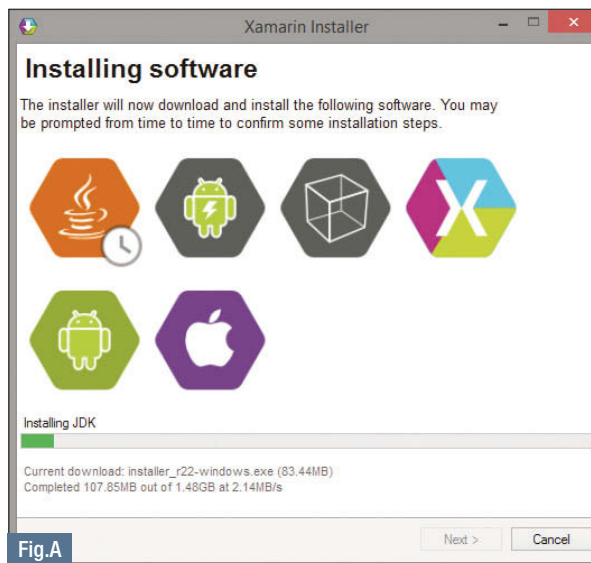 Xamarin Installer
Installing software
The installer will now download and install the following software. You may
be prompted from time to time to confirm some installation steps.
X
Installing JDK
Current download: installer_r22-windows.exe (83.44MB)
Completed 107.85MB out of 1.48GB at 2.14MB/s
Next >
Cancel
Fig.A